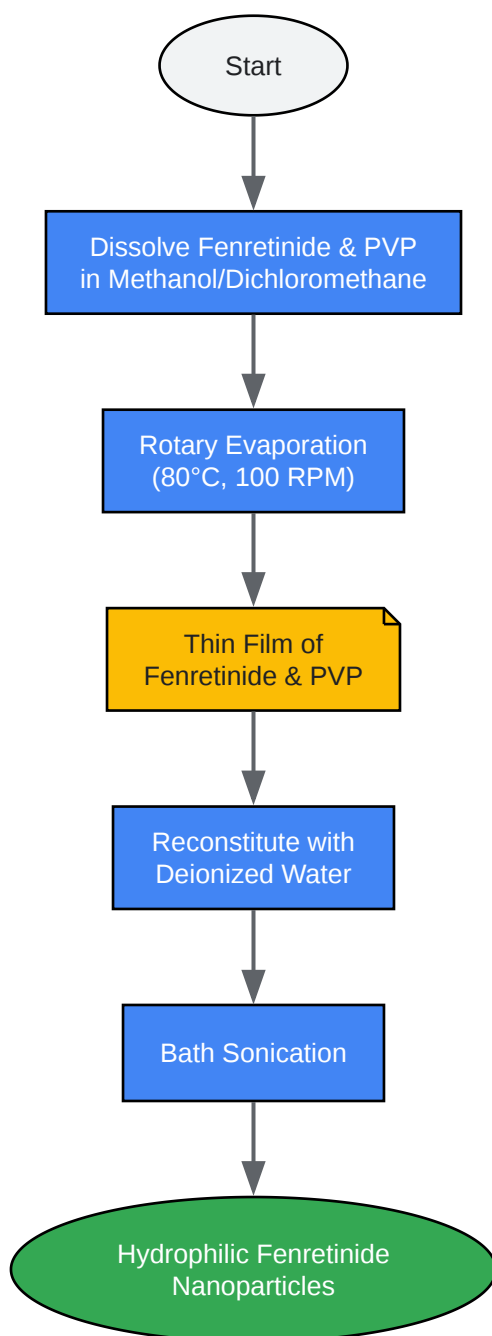 Start
Dissolve Fenretinide & PVP
in Methanol/Dichloromethane
Rotary Evaporation
(80°C, 100 RPM)
Thin Film of
Fenretinide & PVP
Reconstitute with
Deionized Water
Bath Sonication
Hydrophilic Fenretinide
Nanoparticles